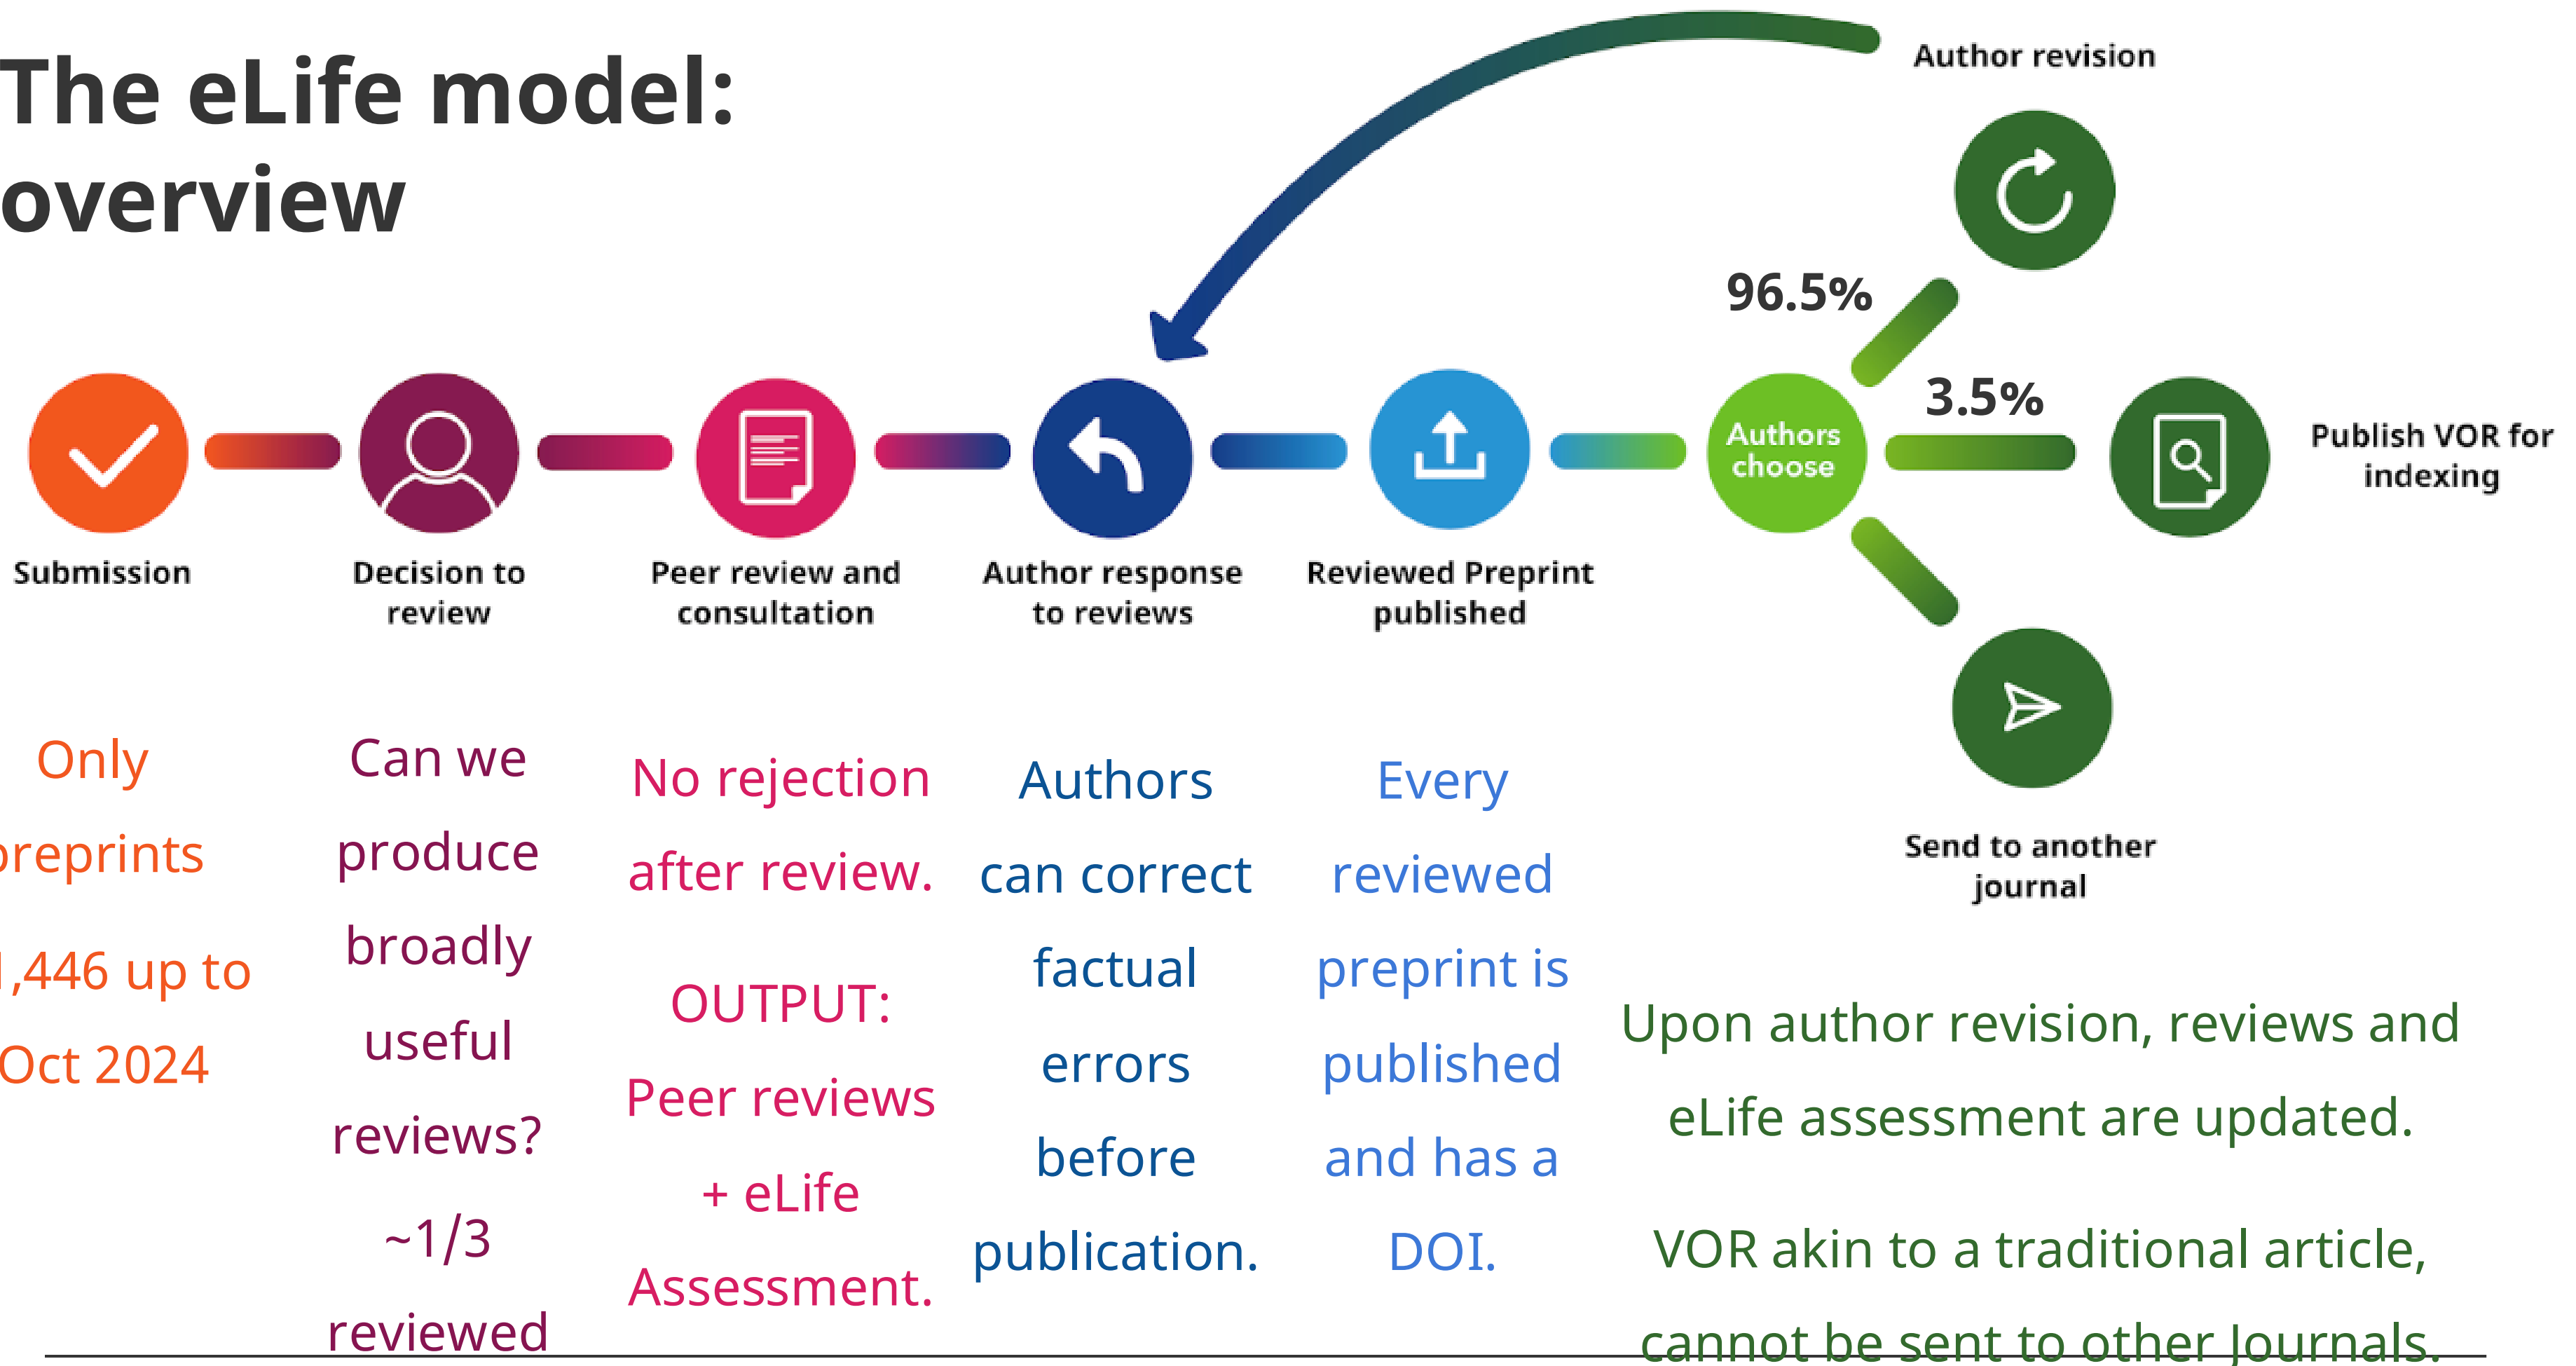 The eLife model:
overview
Author revision
96.5%
3.5%
Authors
choose
Publish VOR for
indexing
Submission
Decision to
review
Peer review and
consultation
Author response
to reviews
Reviewed Preprint
published
Send to another
journal
Only
preprints
,446 up to
Oct 2024
Can we
produce
broadly
useful
reviews?
~1/3
reviewed
No rejection
after review.
OUTPUT:
Peer reviews
+ eLife
Assessment.
Authors
can correct
factual
errors
before
publication.
Every
reviewed
preprint is
published
and has a
DOI.
Upon author revision, reviews and
eLife assessment are updated.
VOR akin to a traditional article,
cannot be sent to other Journals.